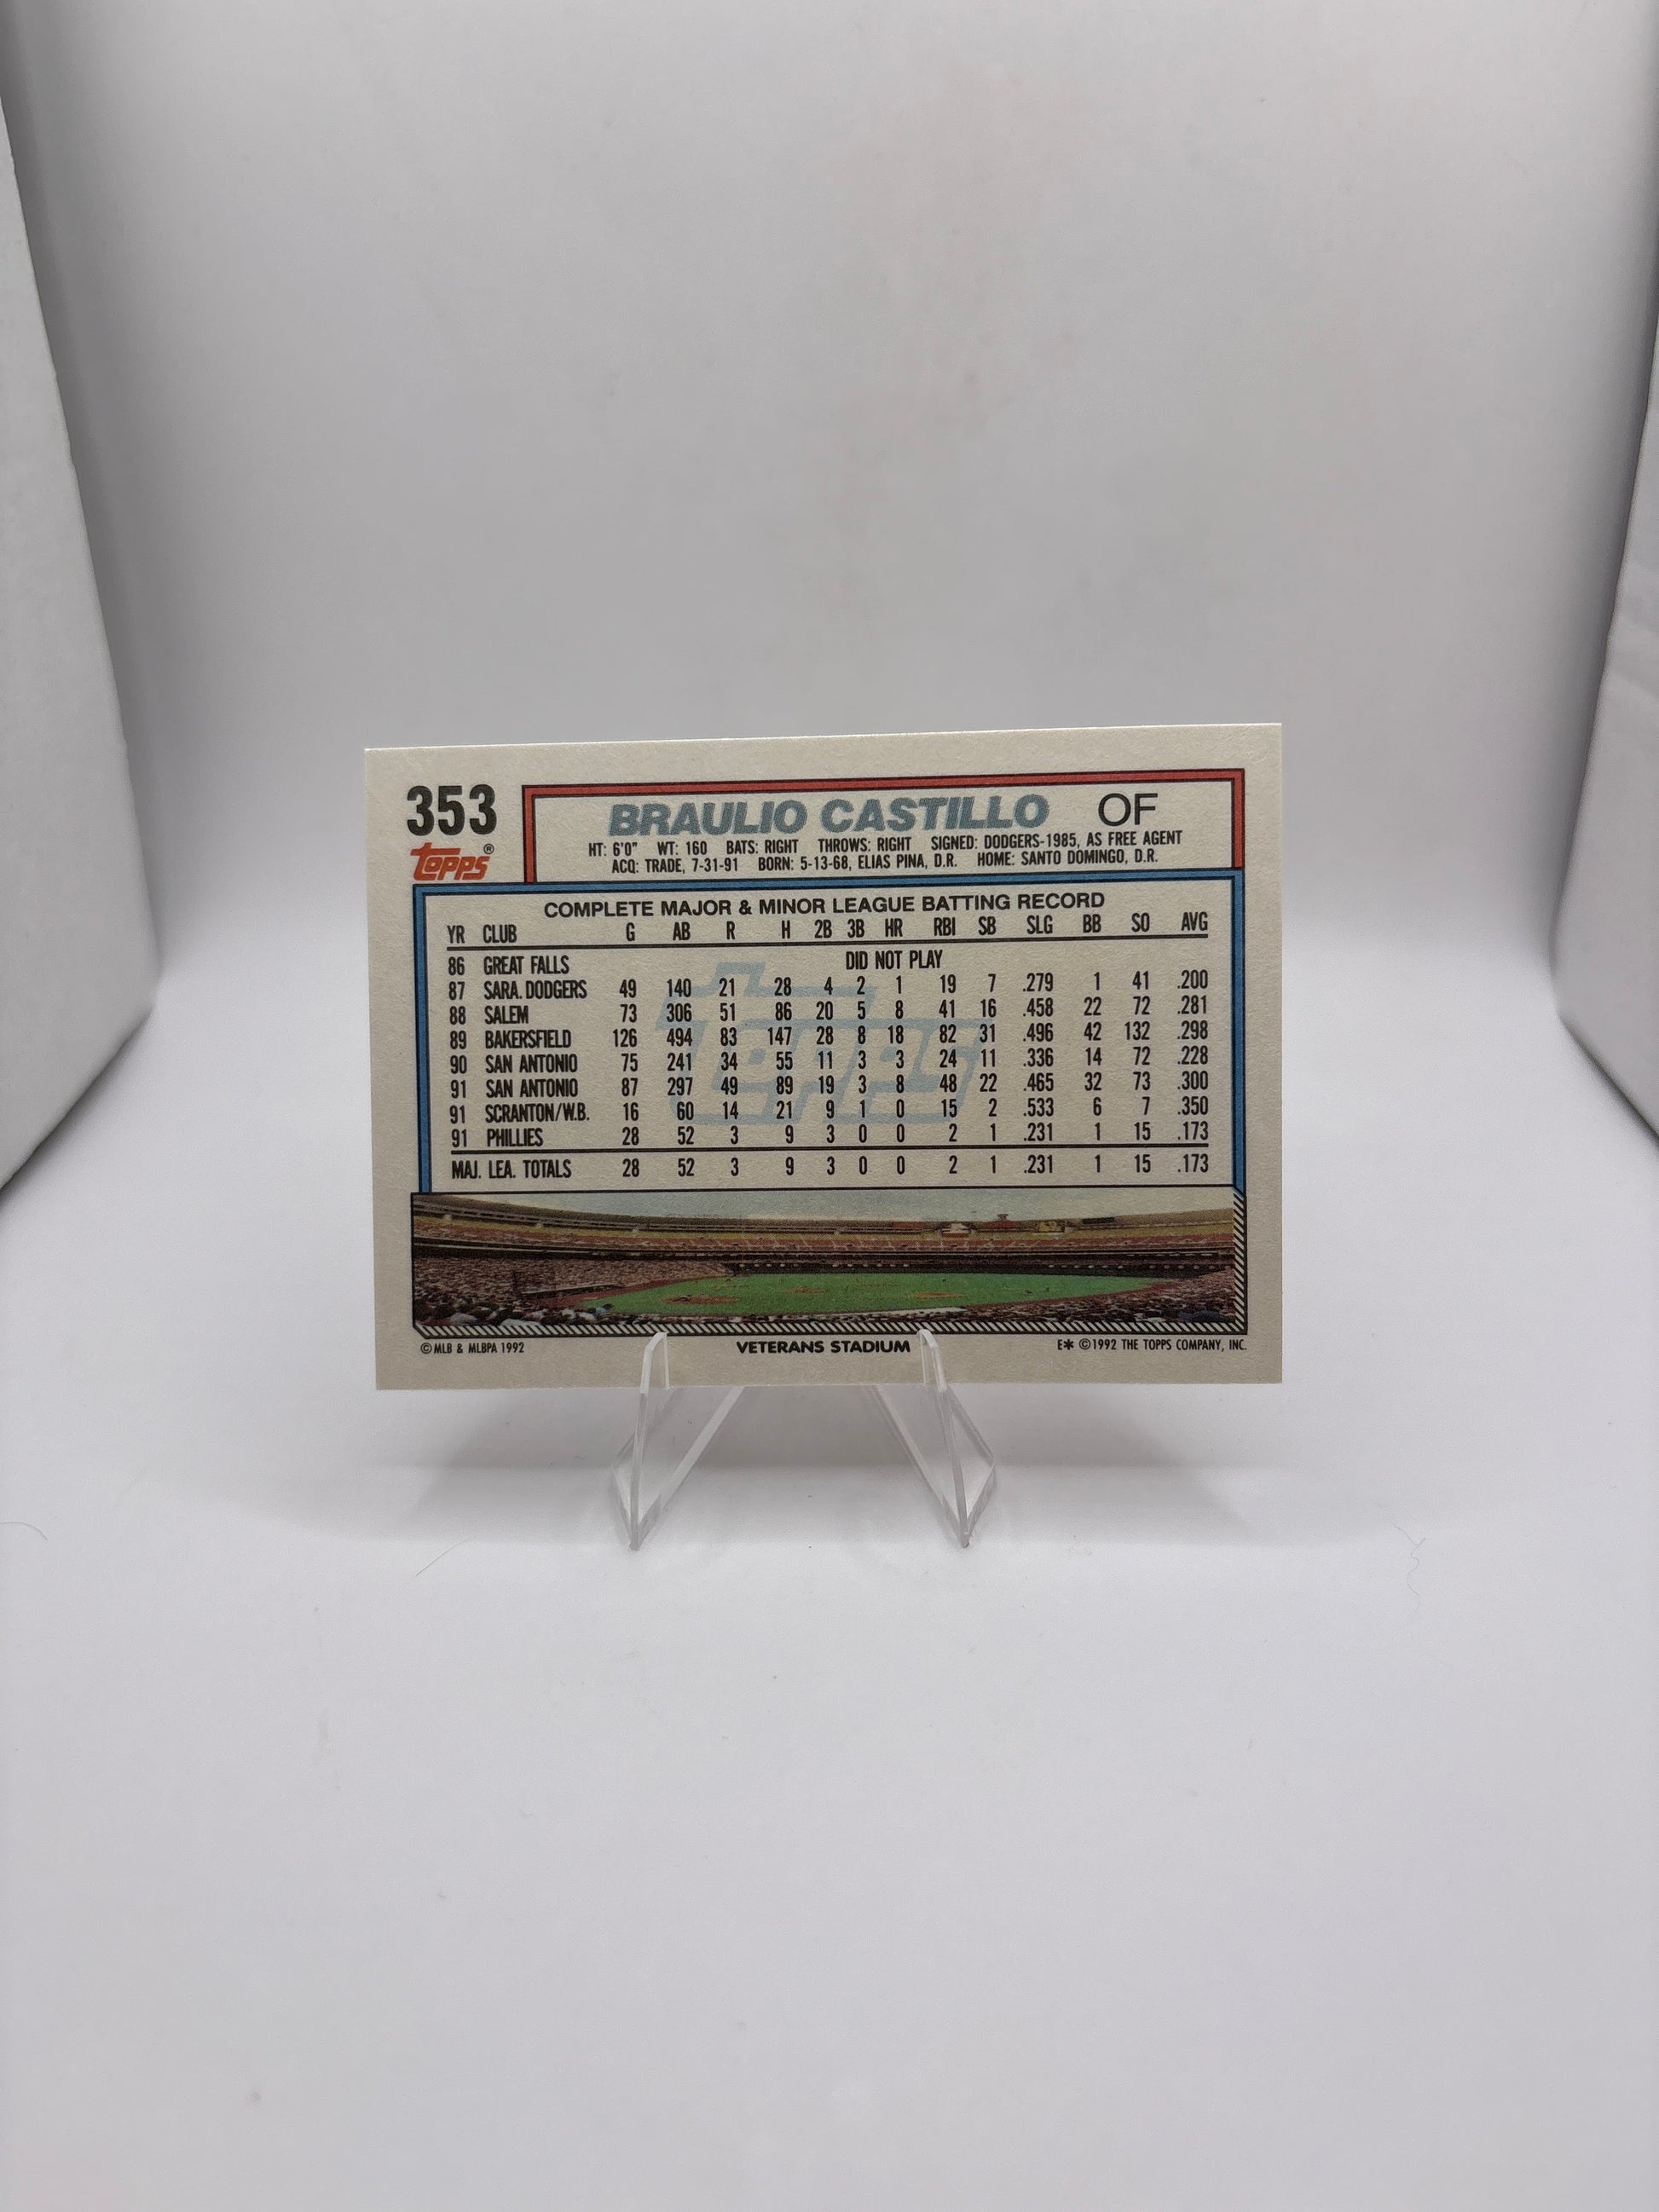 353
topps®
BRAULIO CASTILLO OF
HT: 6'0" WT: 160 BATS: RIGHT THROWS: RIGHT SIGNED: DODGERS-1985, AS FREE AGENT
ACQ: TRADE, 7-31-91 BORN: 5-13-68, ELIAS PINA, D.R. HOME: SANTO DOMINGO, D.R.
COMPLETE MAJOR & MINOR LEAGUE BATTING RECORD
YR CLUB G AB R H 2B 3B HR RBI SB SLG BB SO AVG
86 GREAT FALLS DID NOT PLAY
87 SARA. DODGERS 49 140 21 28 4 2 1 19 7 .279 1 41 .200
88 SALEM 73 306 51 86 20 5 8 41 16 .458 22 72 .281
89 BAKERSFIELD 126 494 83 147 28 8 18 82 31 .496 42 132 .298
90 SAN ANTONIO 75 241 34 55 11 3 3 24 11 .336 14 72 .228
91 SAN ANTONIO 87 297 49 89 19 3 8 48 22 .465 32 73 .300
91 SCRANTON/W.B. 16 60 14 21 9 1 0 15 2 .533 6 7 .350
91 PHILLIES 28 52 3 9 3 0 0 2 1 .231 1 15 .173
MAJ. LEA. TOTALS 28 52 3 9 3 0 0 2 1 .231 1 15 .173
topps
©MLB & MLBPA 1992 VETERANS STADIUM E✱ ©1992 THE TOPPS COMPANY, INC.